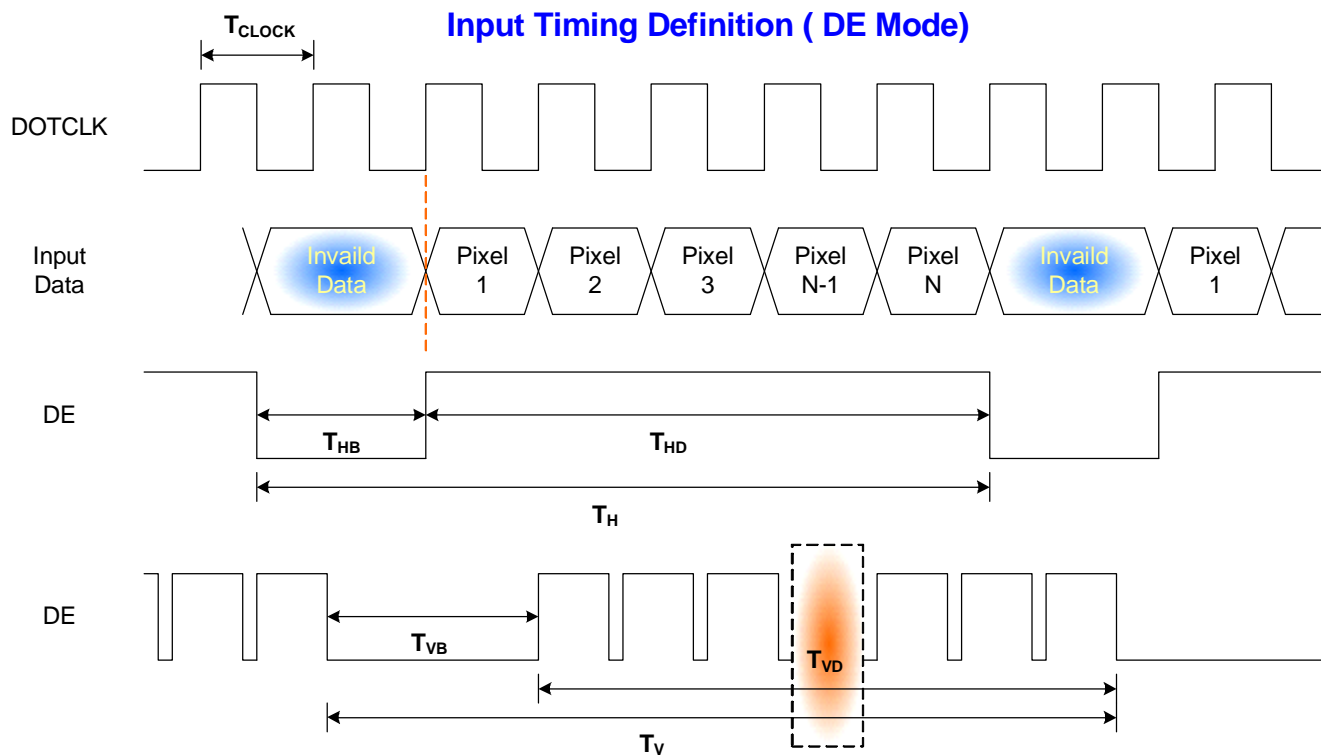 Input Timing Definition ( DE Mode)
TCLOCK
DOTCLK
Input
Data
Invaild
Data
Pixel
1
Pixel
2
Pixel
3
Pixel
N-1
Pixel
N
Invaild
Data
Pixel
1
DE
THB
THD
TH
DE
TVB
TVD
TV